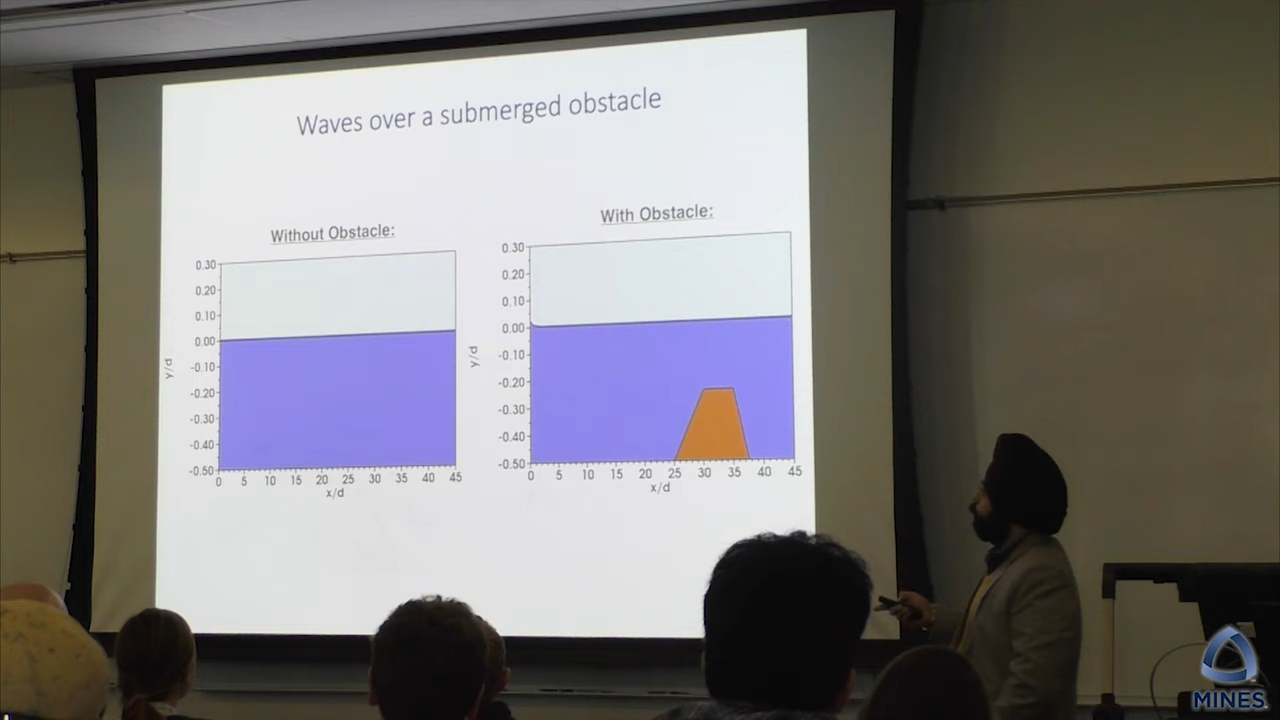 Waves over a submerged obstacle
Without Obstacle:
With Obstacle:
0.30
0.20
0.10
0.00
-0.10
-0.20
-0.30
-0.40
-0.50
y/d
0 5 10 15 20 25 30 35 40 45
x/d
0.30
0.20
0.10
0.00
-0.10
-0.20
-0.30
-0.40
-0.50
y/d
0 5 10 15 20 25 30 35 40 45
x/d
MINES